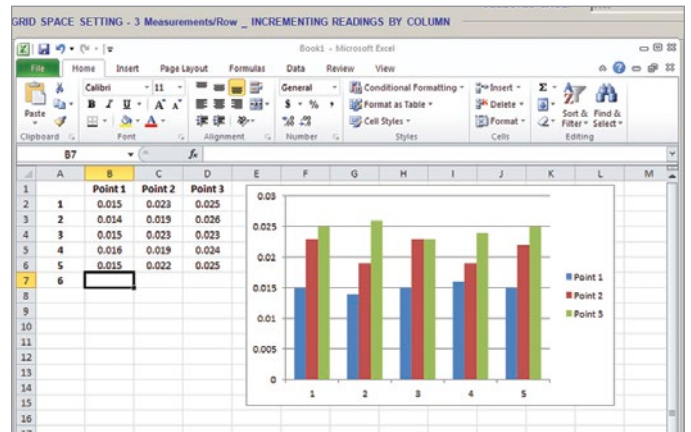 GRID SPACE SETTING - 3 Measurements/Row _ INCREMENTING READINGS BY COLUMN
Book1 - Microsoft Excel
File Home Insert Page Layout Formulas Data Review View
Paste
Calibri 11
B I U
A A
General
$ % ,
Conditional Formatting
Format as Table
Cell Styles
Insert
Delete
Format
Σ
Sort & Filter
Find & Select
Clipboard Font Alignment Number Styles Cells Editing
B7 fx
A B C D E F G H I J K L M
1 Point 1 Point 2 Point 3
2 1 0.015 0.023 0.025
3 2 0.014 0.019 0.026
4 3 0.015 0.023 0.023
5 4 0.016 0.019 0.024
6 5 0.015 0.022 0.025
7 6
8
9
10
11
12
13
14
15
16
0.03
0.025
0.02
0.015
0.01
0.005
0
1 2 3 4 5
Point 1
Point 2
Point 3